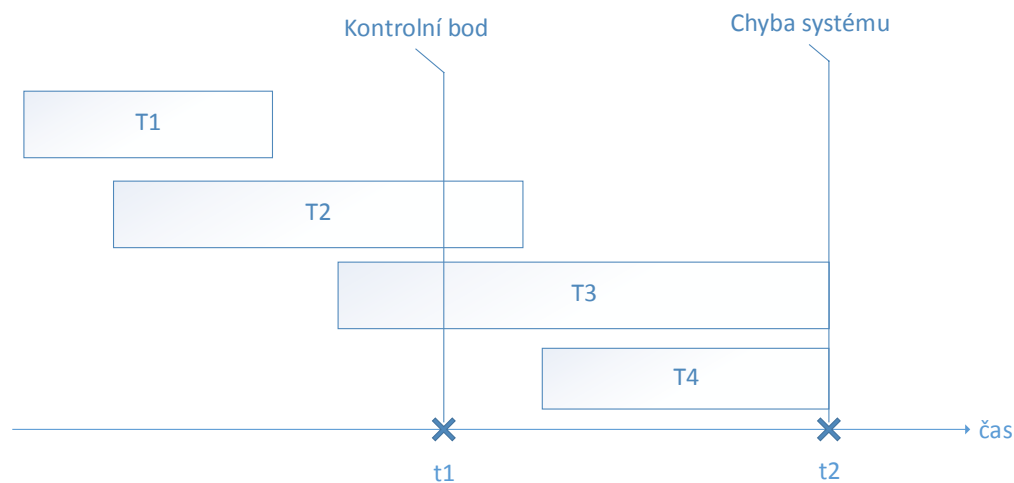 Kontrolní bod
Chyba systému
T1
T2
T3
T4
čas
t1
t2